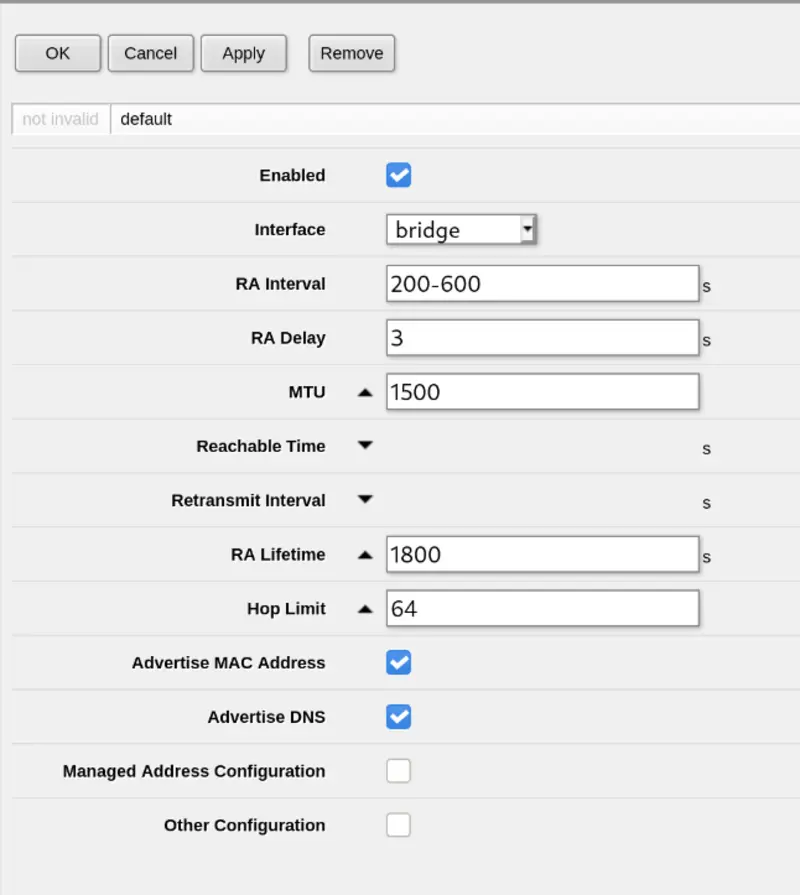 OK Cancel Apply Remove
not invalid default
Enabled
Interface bridge
RA Interval 200-600 s
RA Delay 3 s
MTU 1500
Reachable Time s
Retransmit Interval s
RA Lifetime 1800 s
Hop Limit 64
Advertise MAC Address
Advertise DNS
Managed Address Configuration
Other Configuration